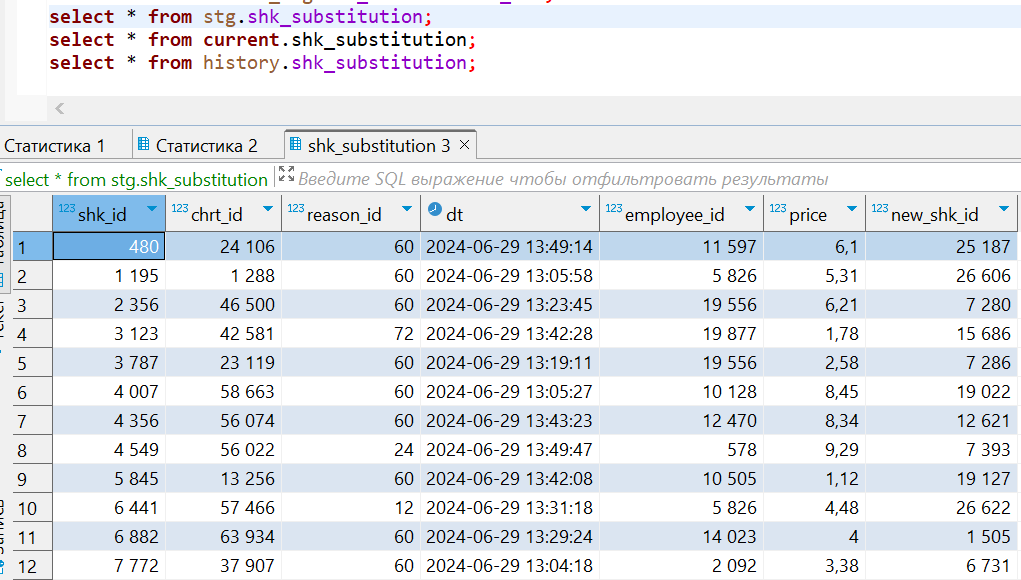 select * from stg.shk_substitution;
select * from current.shk_substitution;
select * from history.shk_substitution;
Статистика 1 Статистика 2 shk_substitution 3
select * from stg.shk_substitution Введите SQL выражение чтобы отфильтровать результаты
123 shk_id 123 chrt_id 123 reason_id dt 123 employee_id 123 price 123 new_shk_id
1 480 24 106 60 2024-06-29 13:49:14 11 597 6,1 25 187
2 1 195 1 288 60 2024-06-29 13:05:58 5 826 5,31 26 606
3 2 356 46 500 60 2024-06-29 13:23:45 19 556 6,21 7 280
4 3 123 42 581 72 2024-06-29 13:42:28 19 877 1,78 15 686
5 3 787 23 119 60 2024-06-29 13:19:11 19 556 2,58 7 286
6 4 007 58 663 60 2024-06-29 13:05:27 10 128 8,45 19 022
7 4 356 56 074 60 2024-06-29 13:43:23 12 470 8,34 12 621
8 4 549 56 022 24 2024-06-29 13:49:47 578 9,29 7 393
9 5 845 13 256 60 2024-06-29 13:42:08 10 505 1,12 19 127
10 6 441 57 466 12 2024-06-29 13:31:18 5 826 4,48 26 622
11 6 882 63 934 60 2024-06-29 13:29:24 14 023 4 1 505
12 7 772 37 907 60 2024-06-29 13:04:18 2 092 3,38 6 731